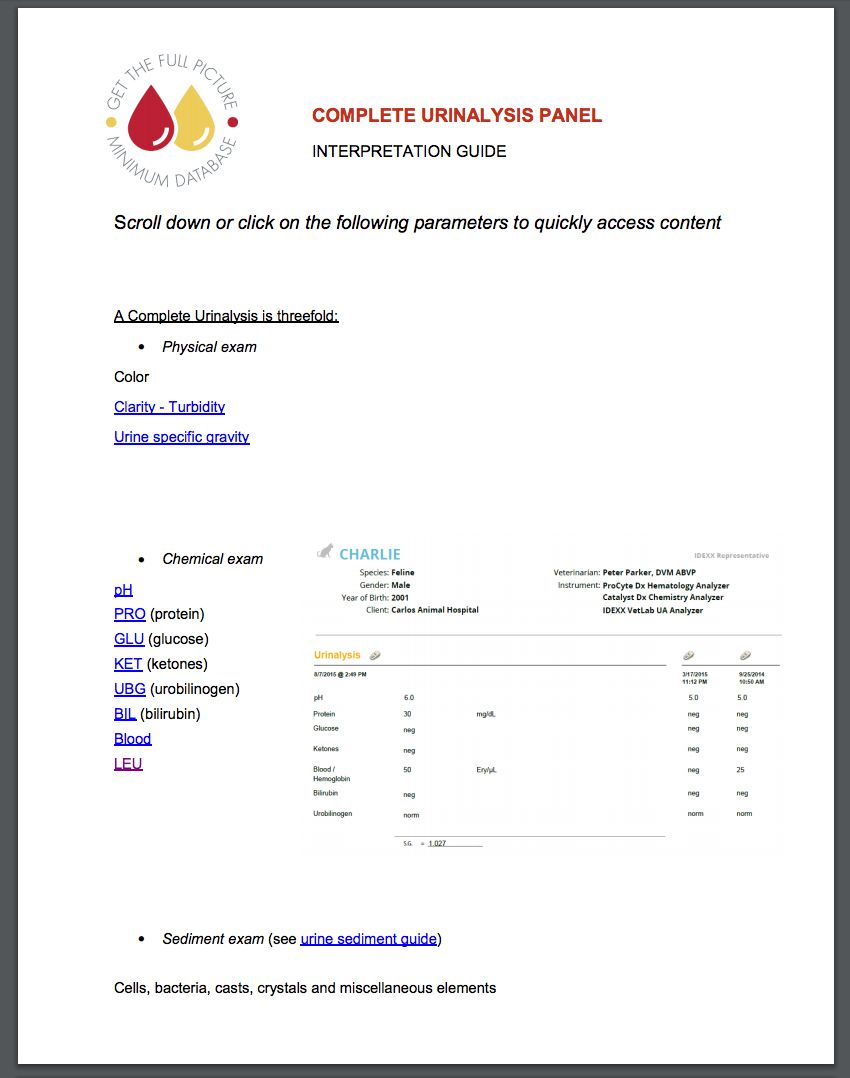 GET THE FULL PICTURE
MINIMUM DATABASE
COMPLETE URINALYSIS PANEL
INTERPRETATION GUIDE
Scroll down or click on the following parameters to quickly access content
A Complete Urinalysis is threefold:
• Physical exam
Color
Clarity - Turbidity
Urine specific gravity
• Chemical exam
pH
PRO (protein)
GLU (glucose)
KET (ketones)
UBG (urobilinogen)
BIL (bilirubin)
Blood
LEU
CHARLIE
IDEXX Representative
Species: Feline
Gender: Male
Year of Birth: 2001
Client: Carlos Animal Hospital
Veterinarian: Peter Parker, DVM ABVP
Instrument: ProCyte Dx Hematology Analyzer
Catalyst Dx Chemistry Analyzer
IDEXX VetLab UA Analyzer
Urinalysis
8/7/2015 @ 2:49 PM 3/17/2015 9/25/2014
11:12 PM 10:50 AM
pH 6.0 5.0 5.0
Protein 30 mg/dL neg neg
Glucose neg neg neg
Ketones neg neg neg
Blood / 50 Ery/µL neg 25
Hemoglobin
Bilirubin neg neg neg
Urobilinogen norm norm norm
S.G. = 1.027
• Sediment exam (see urine sediment guide)
Cells, bacteria, casts, crystals and miscellaneous elements